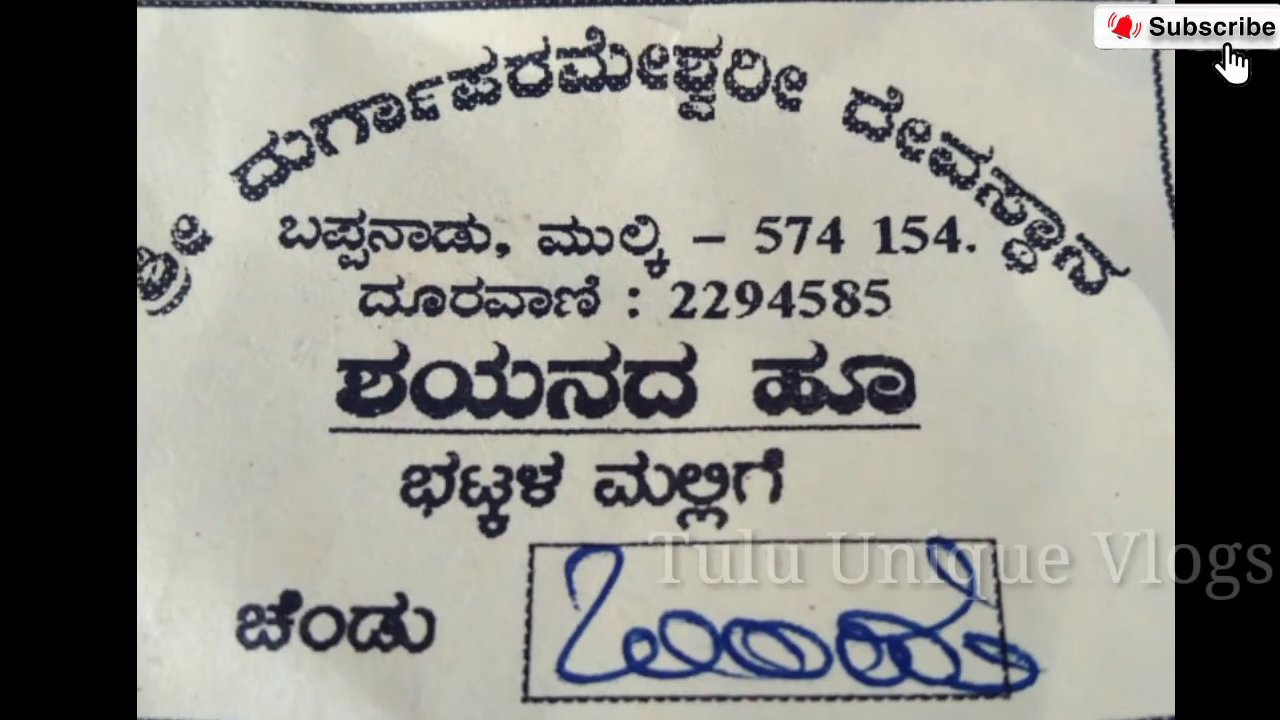 Subscribe
ಶ್ರೀ ದುರ್ಗಾಪರಮೇಶ್ವರೀ ದೇವಸ್ಥಾನ
ಬಪ್ಪನಾಡು, ಮುಲ್ಕಿ – 574 154.
ದೂರವಾಣಿ : 2294585
ಶಯನದ ಹೂ
ಭಟ್ಕಳ ಮಲ್ಲಿಗೆ
Tulu Unique Vlogs
ಚೆಂಡು